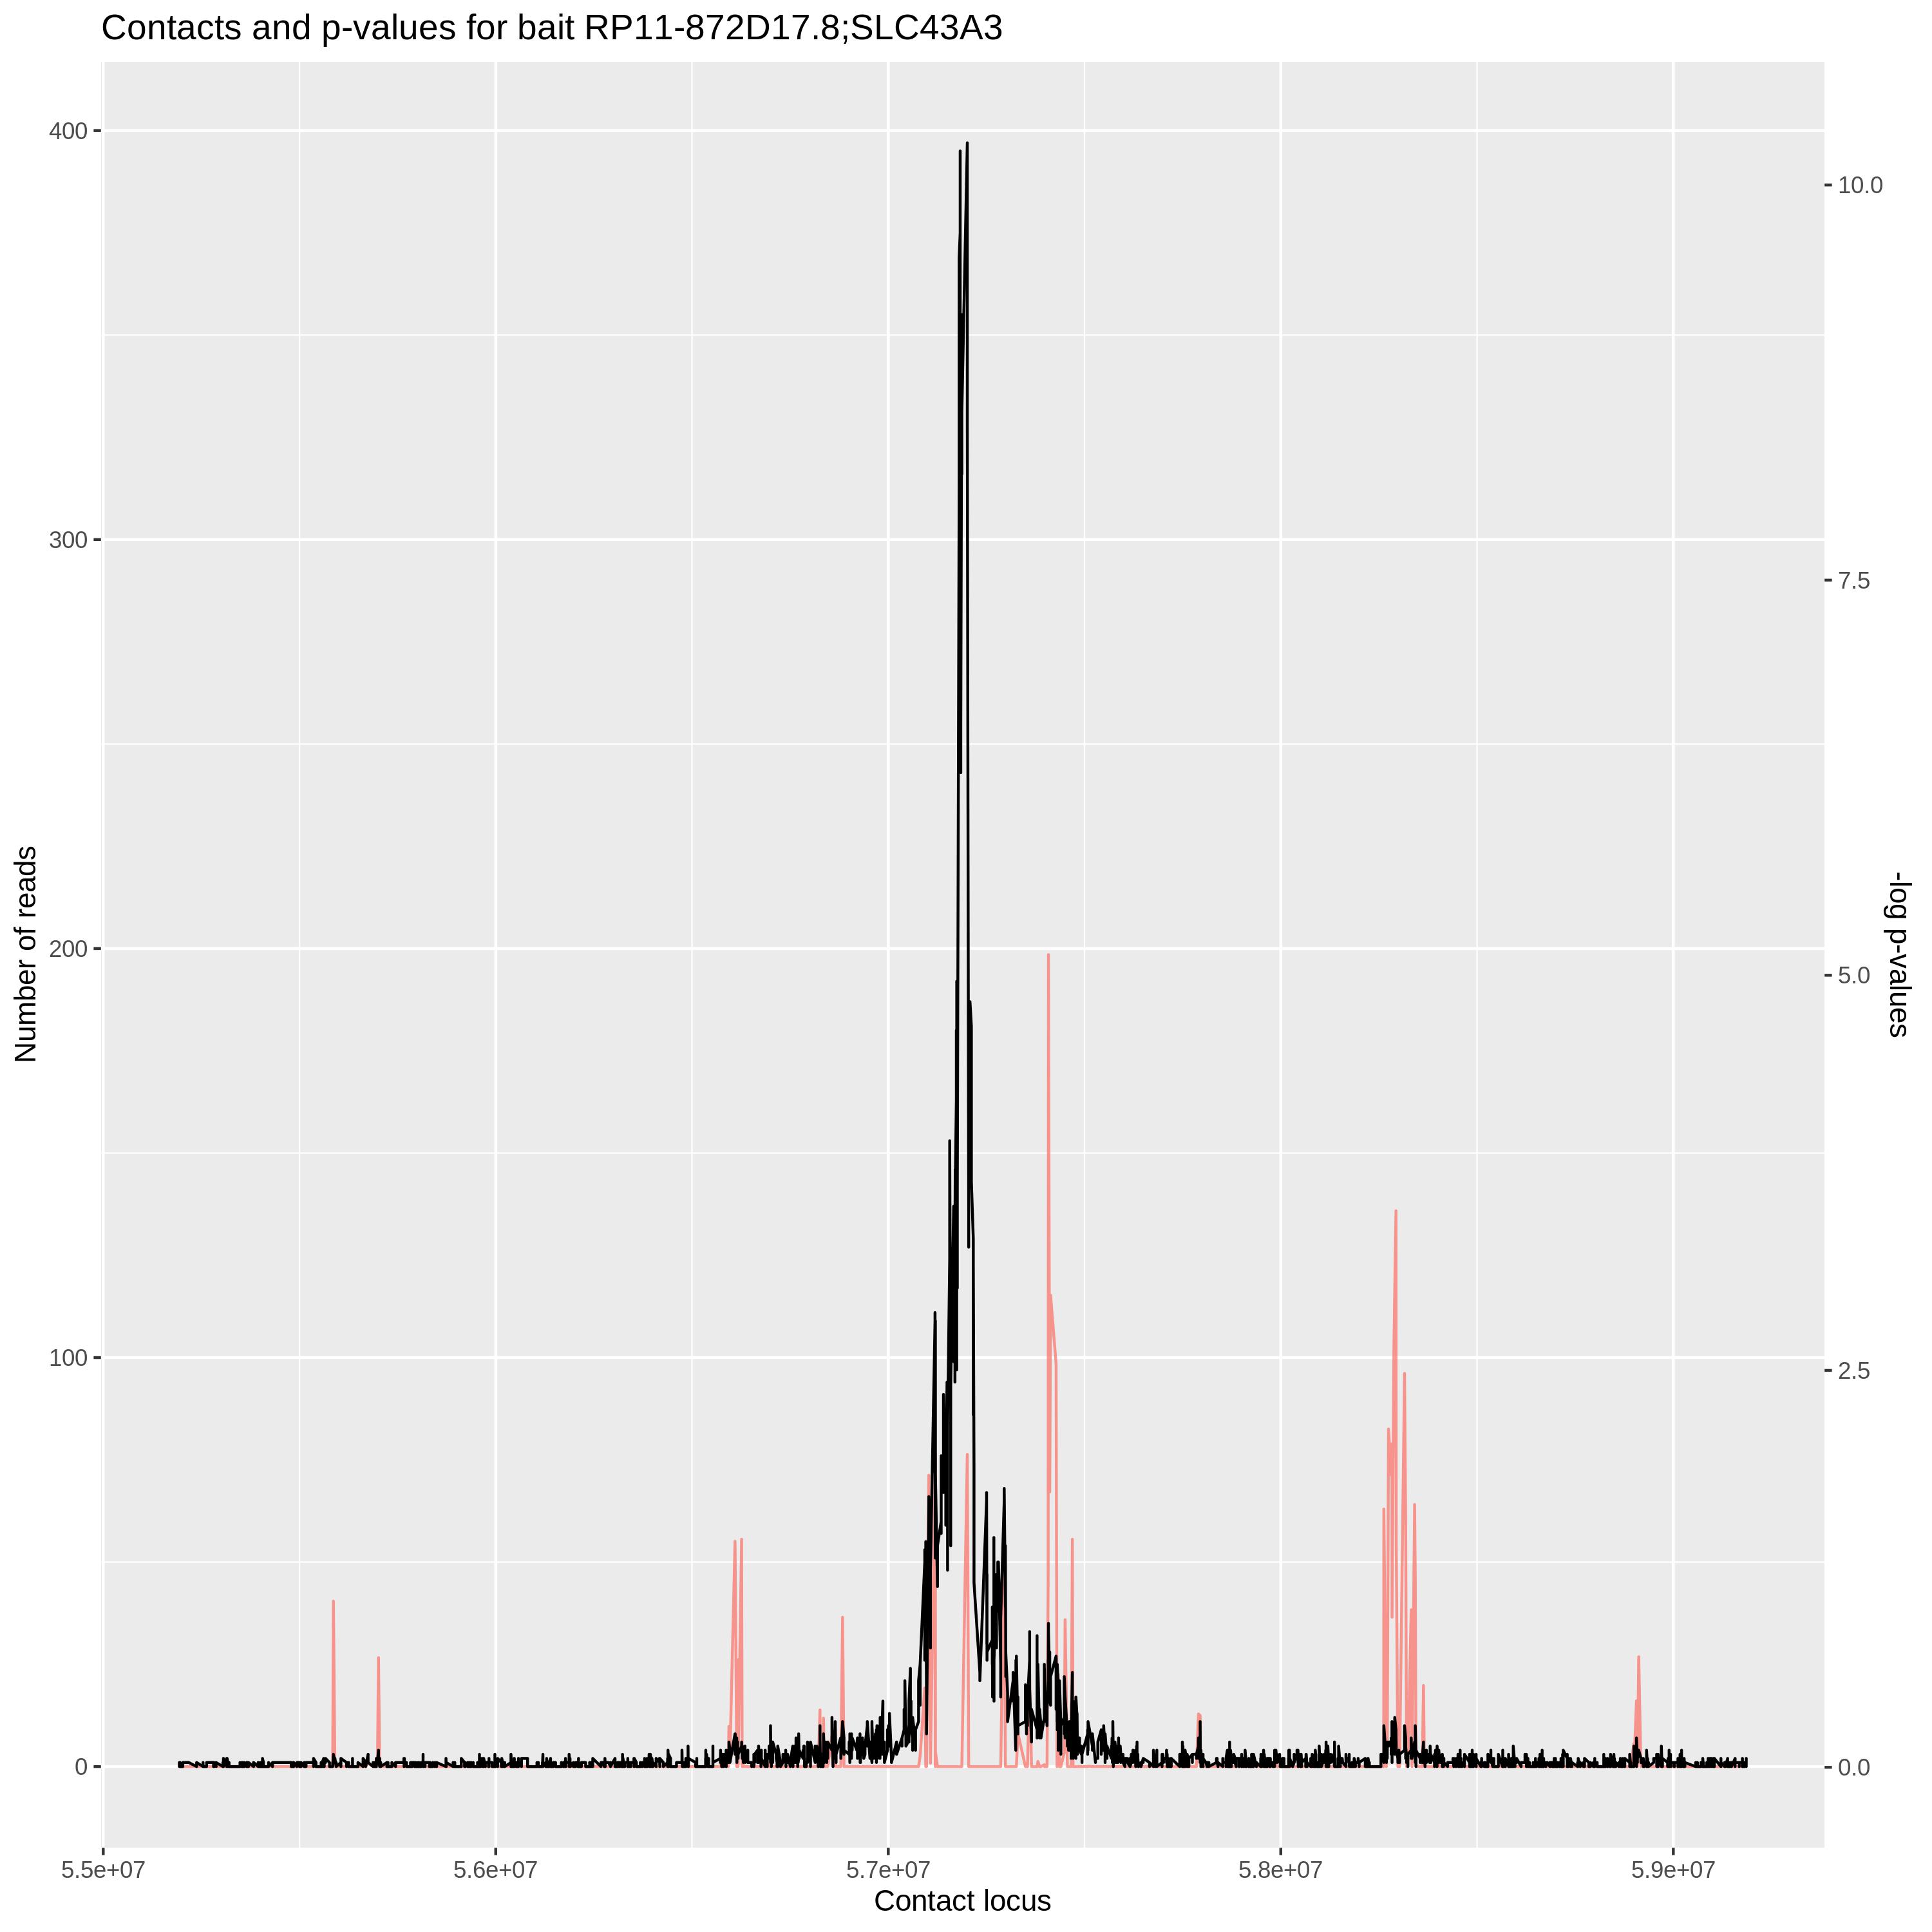 Contacts and p-values for bait RP11-872D17.8;SLC43A3
400
300
200
100
0
Number of reads
10.0
7.5
5.0
2.5
0.0
-log p-values
5.5e+07
5.6e+07
5.7e+07
5.8e+07
5.9e+07
Contact locus